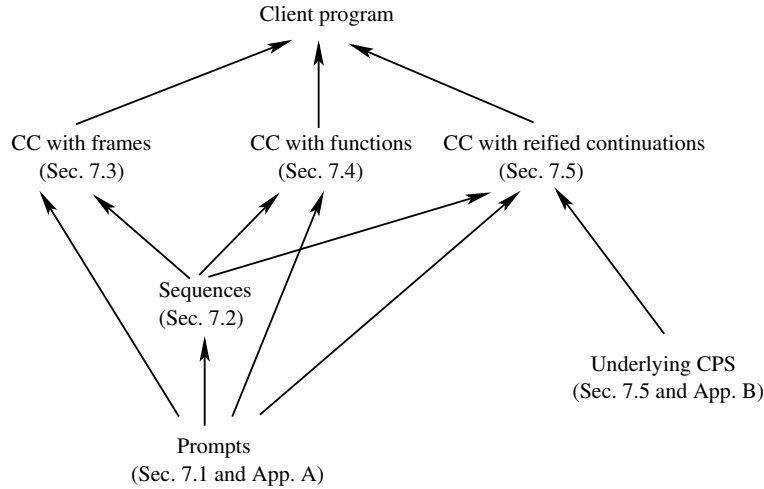 Client program
CC with frames
(Sec. 7.3)
CC with functions
(Sec. 7.4)
CC with reified continuations
(Sec. 7.5)
Sequences
(Sec. 7.2)
Underlying CPS
(Sec. 7.5 and App. B)
Prompts
(Sec. 7.1 and App. A)